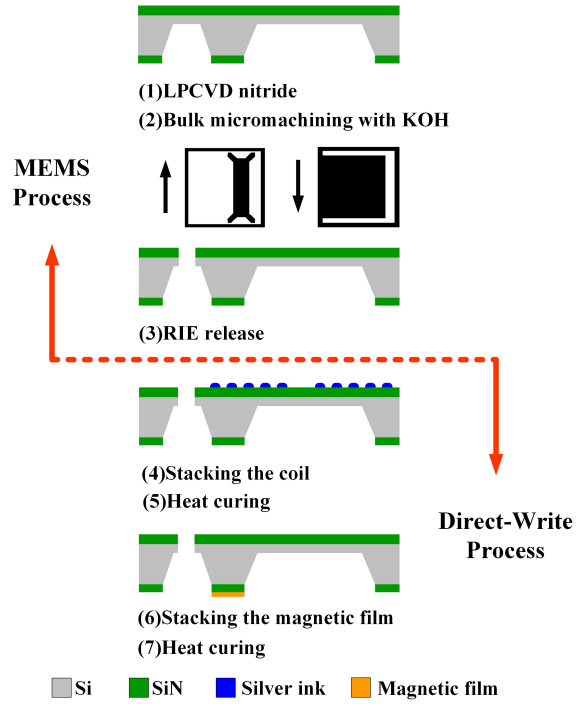 (1)LPCVD nitride
(2)Bulk micromachining with KOH
MEMS
Process
(3)RIE release
(4)Stacking the coil
(5)Heat curing
Direct-Write
Process
(6)Stacking the magnetic film
(7)Heat curing
Si SiN Silver ink Magnetic film